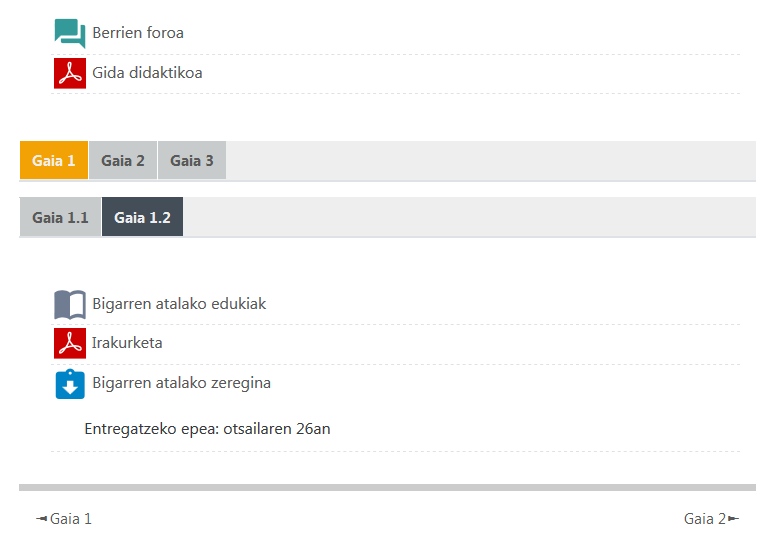 Berrien foroa
Gida didaktikoa
Gaia 1 Gaia 2 Gaia 3
Gaia 1.1 Gaia 1.2
Bigarren atalako edukiak
Irakurketa
Bigarren atalako zeregina
Entregatzeko epea: otsailaren 26an
◄ Gaia 1 Gaia 2 ►